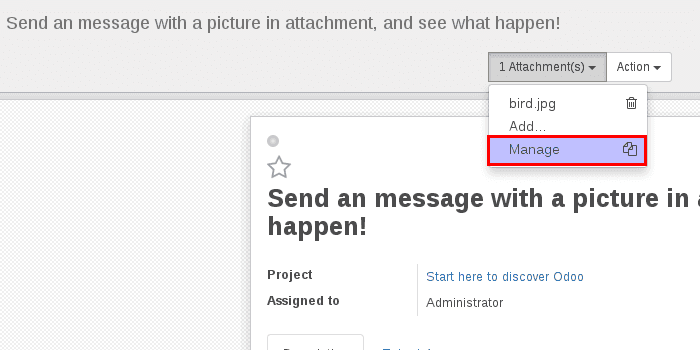 Send an message with a picture in attachment, and see what happen!
1 Attachment(s) Action
bird.jpg
Add...
Manage
Send an message with a picture in
happen!
Project Start here to discover Odoo
Assigned to Administrator